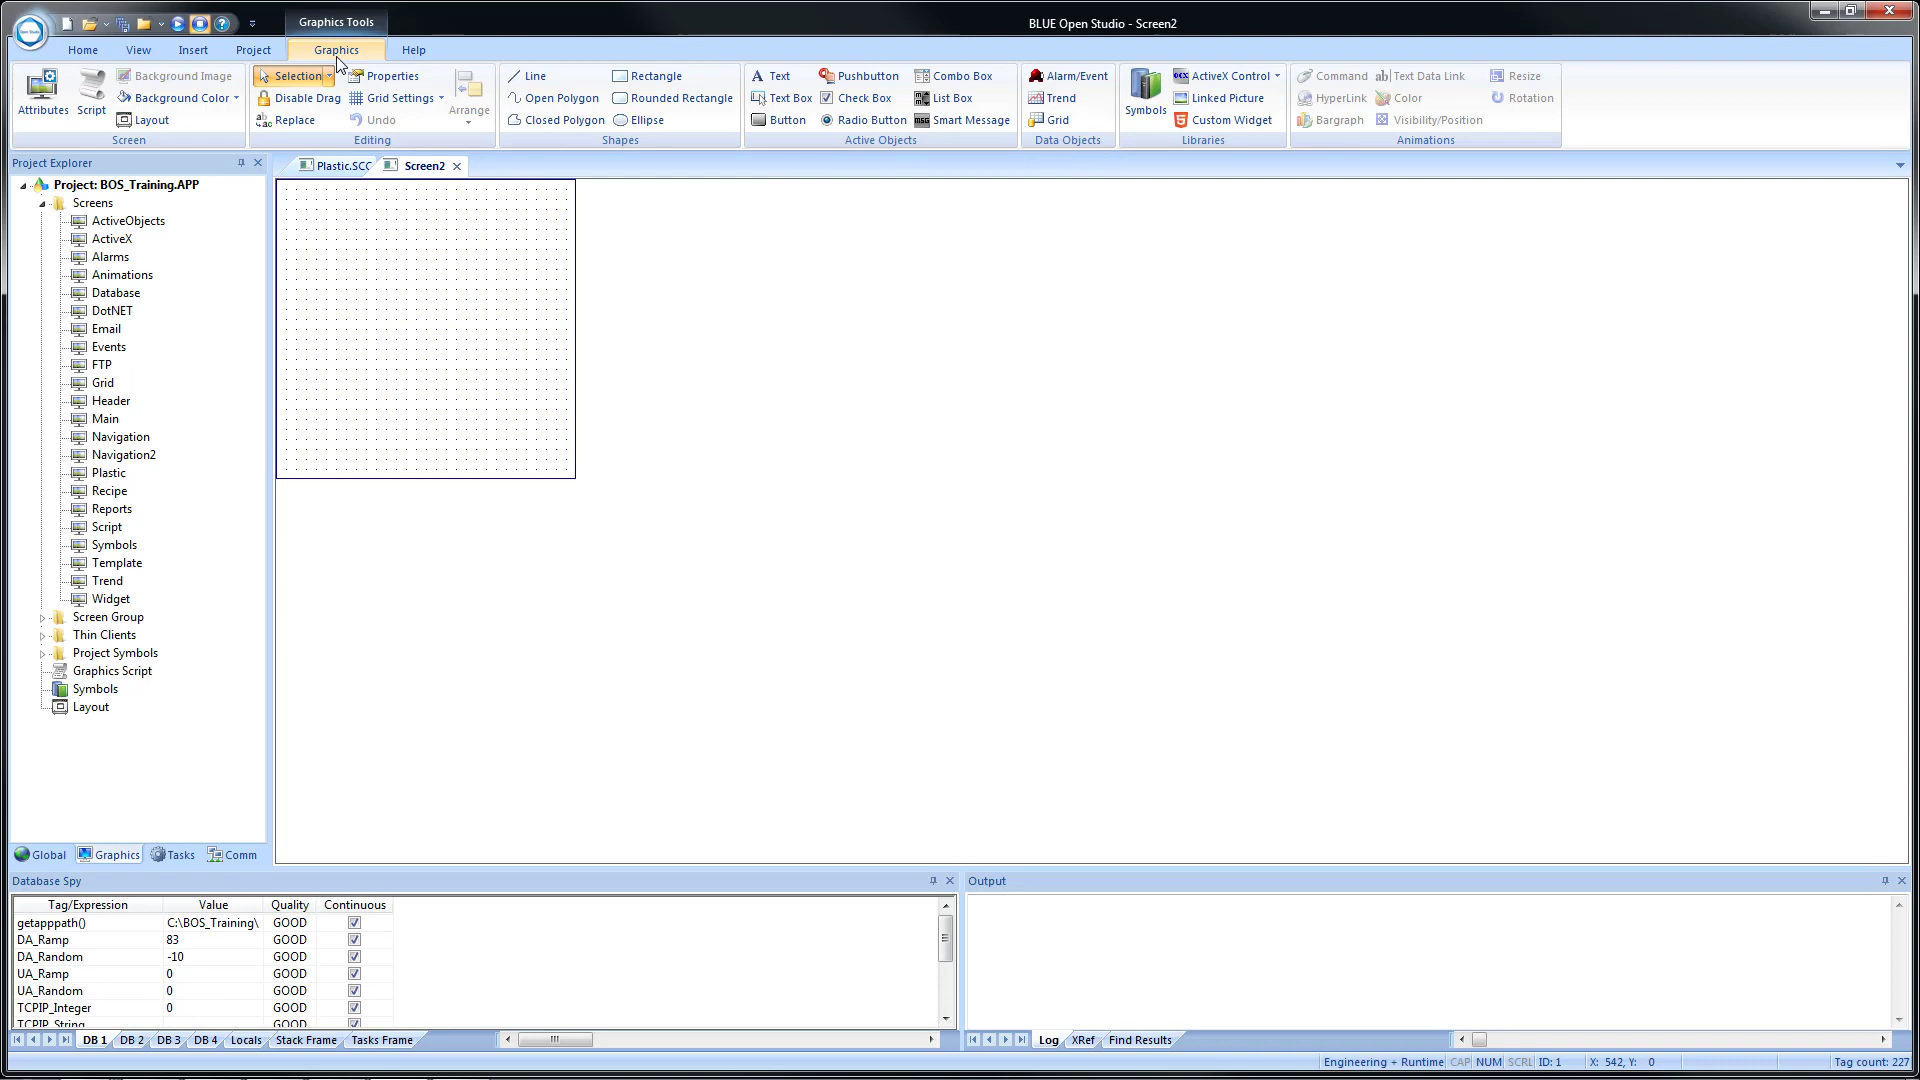 Graphics Tools
BLUE Open Studio - Screen2
Home View Insert Project Graphics Help
Attributes Script Background Image Background Color Layout
Screen
Selection Disable Drag Replace Properties Grid Settings Undo Arrange
Editing
Line Open Polygon Closed Polygon Rectangle Rounded Rectangle Ellipse
Shapes
Text Text Box Button Pushbutton Check Box Radio Button Combo Box List Box Smart Message
Active Objects
Alarm/Event Trend Grid
Data Objects
Symbols ActiveX Control Linked Picture Custom Widget
Libraries
Command HyperLink Bargraph Text Data Link Color Visibility/Position Resize Rotation
Animations
Project Explorer
Plastic.SCC Screen2
Project: BOS_Training.APP
Screens
ActiveObjects
ActiveX
Alarms
Animations
Database
DotNET
Email
Events
FTP
Grid
Header
Main
Navigation
Navigation2
Plastic
Recipe
Reports
Script
Symbols
Template
Trend
Widget
Screen Group
Thin Clients
Project Symbols
Graphics Script
Symbols
Layout
Global Graphics Tasks Comm
Database Spy
Tag/Expression Value Quality Continuous
getapppath() C:\BOS_Training\ GOOD
DA_Ramp 83 GOOD
DA_Random -10 GOOD
UA_Ramp 0 GOOD
UA_Random 0 GOOD
TCPIP_Integer 0 GOOD
TCPIP_String GOOD
DB 1 DB 2 DB 3 DB 4 Locals Stack Frame Tasks Frame
Output
Log XRef Find Results
Engineering + Runtime CAP NUM SCRL ID: 1 X: 542, Y: 0 Tag count: 227